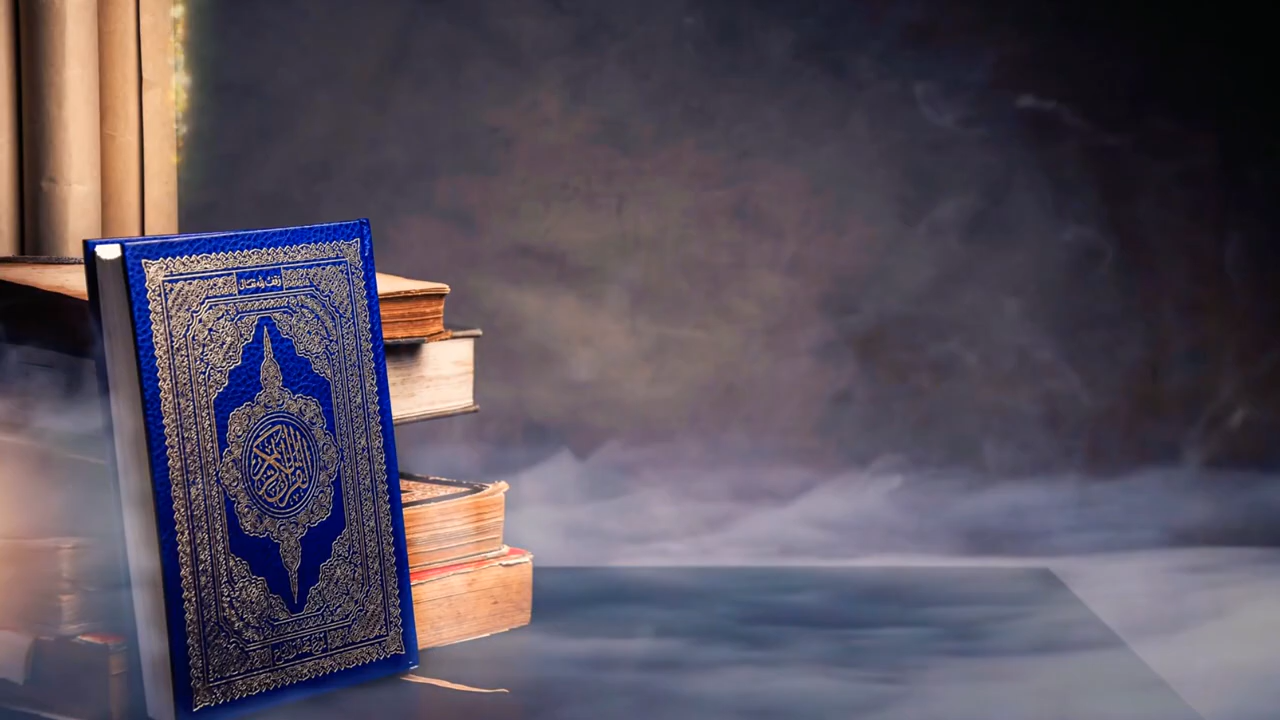 وقف لله تعالى
القرآن الكريم